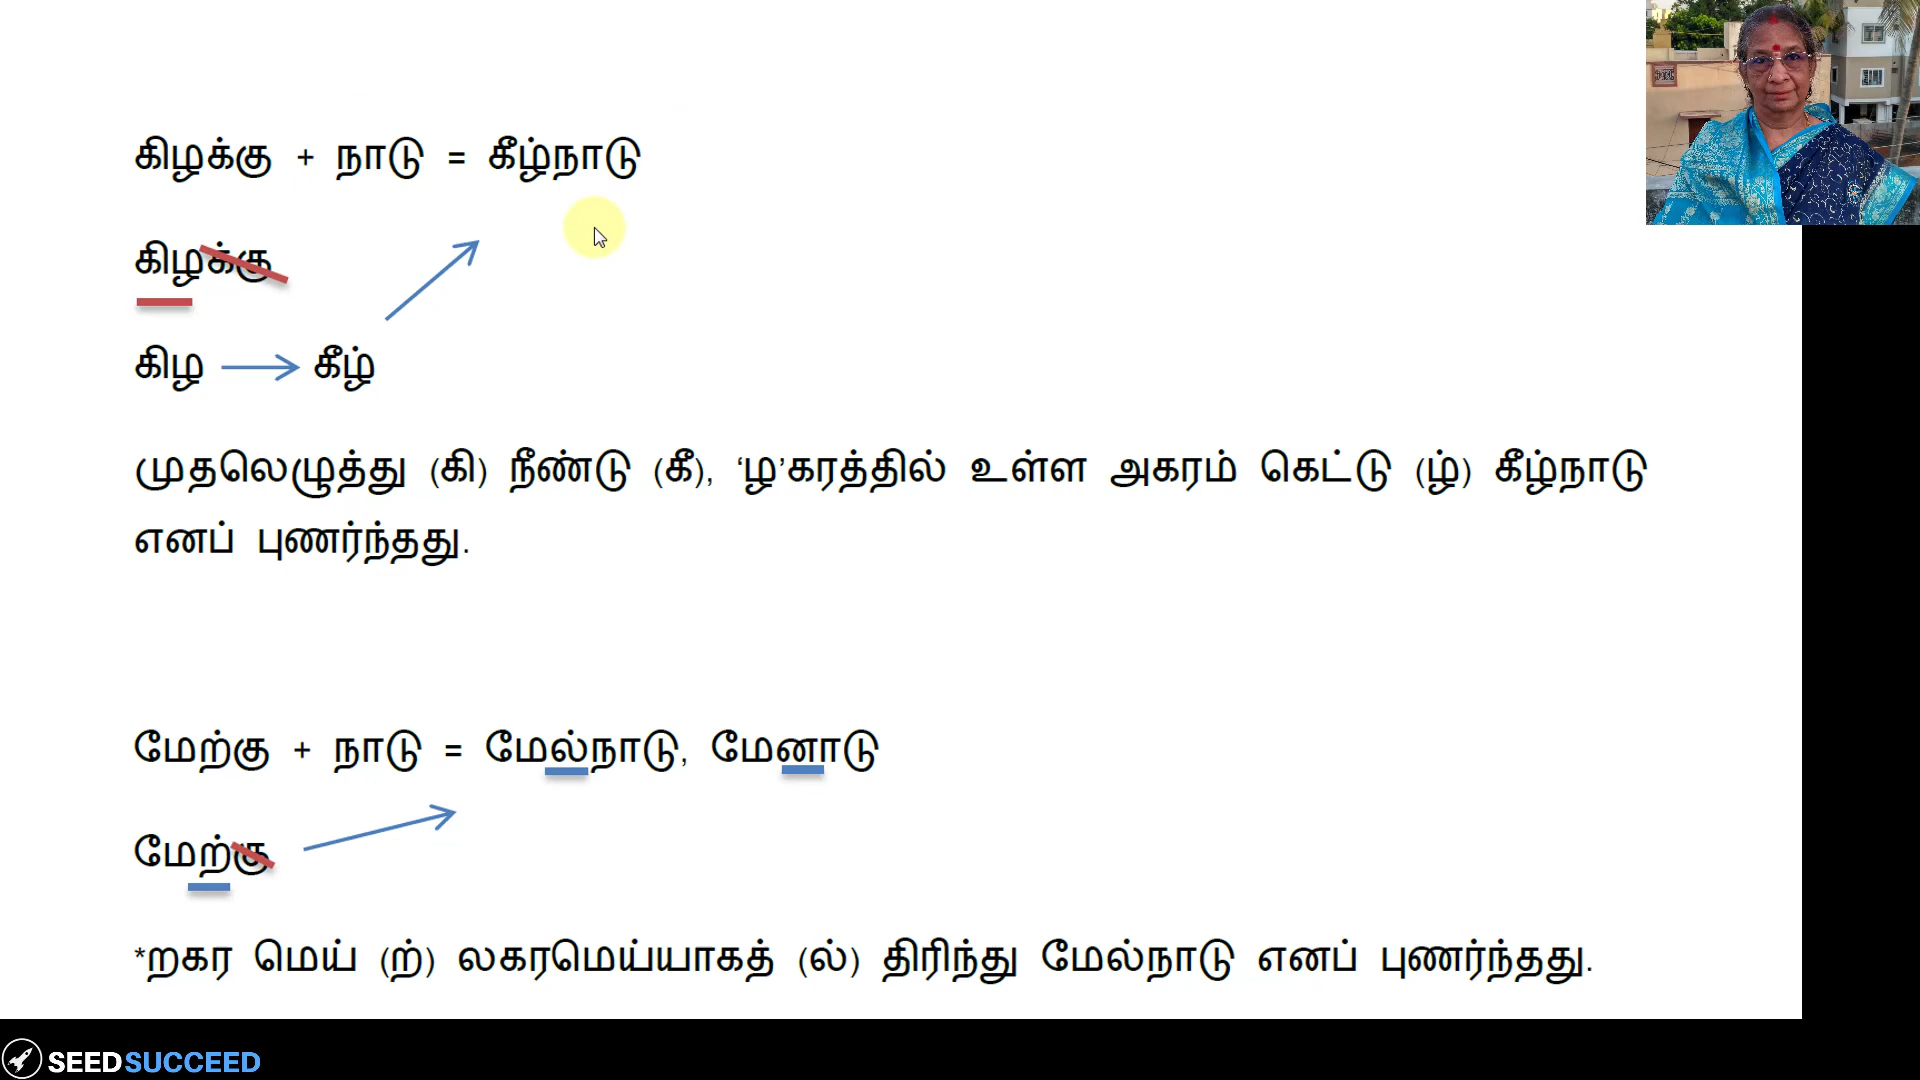 கிழக்கு + நாடு = கீழ்நாடு
கிழக்கு
கிழ கீழ்
முதலெழுத்து (கி) நீண்டு (கீ), ‘ழ’கரத்தில் உள்ள அகரம் கெட்டு (ழ்) கீழ்நாடு
எனப் புணர்ந்தது.
மேற்கு + நாடு = மேல்நாடு, மேனாடு
மேற்கு
*றகர மெய் (ற்) லகரமெய்யாகத் (ல்) திரிந்து மேல்நாடு எனப் புணர்ந்தது.
SEEDSUCCEED